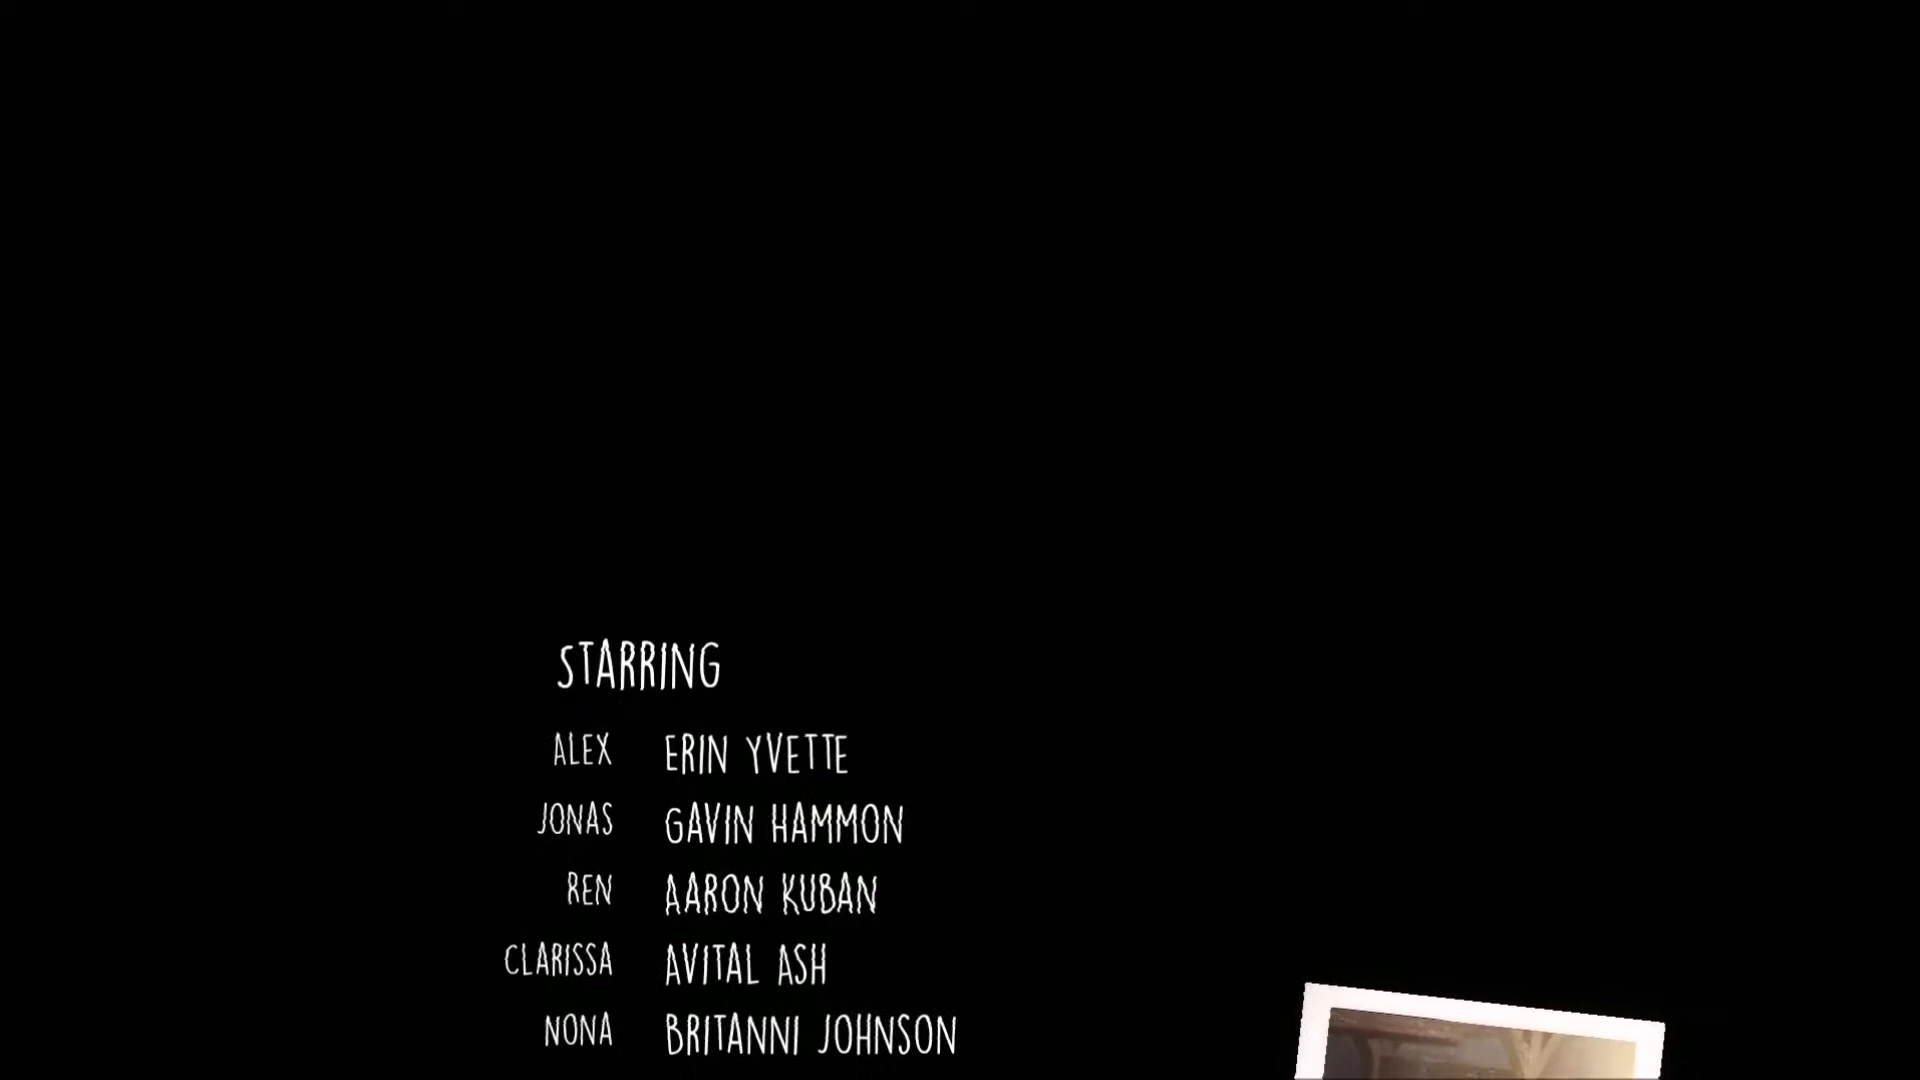 STARRING
ALEX ERIN YVETTE
JONAS GAVIN HAMMON
REN AARON KUBAN
CLARISSA AVITAL ASH
NONA BRITANNI JOHNSON